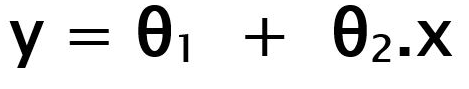 y = θ₁ + θ₂.x